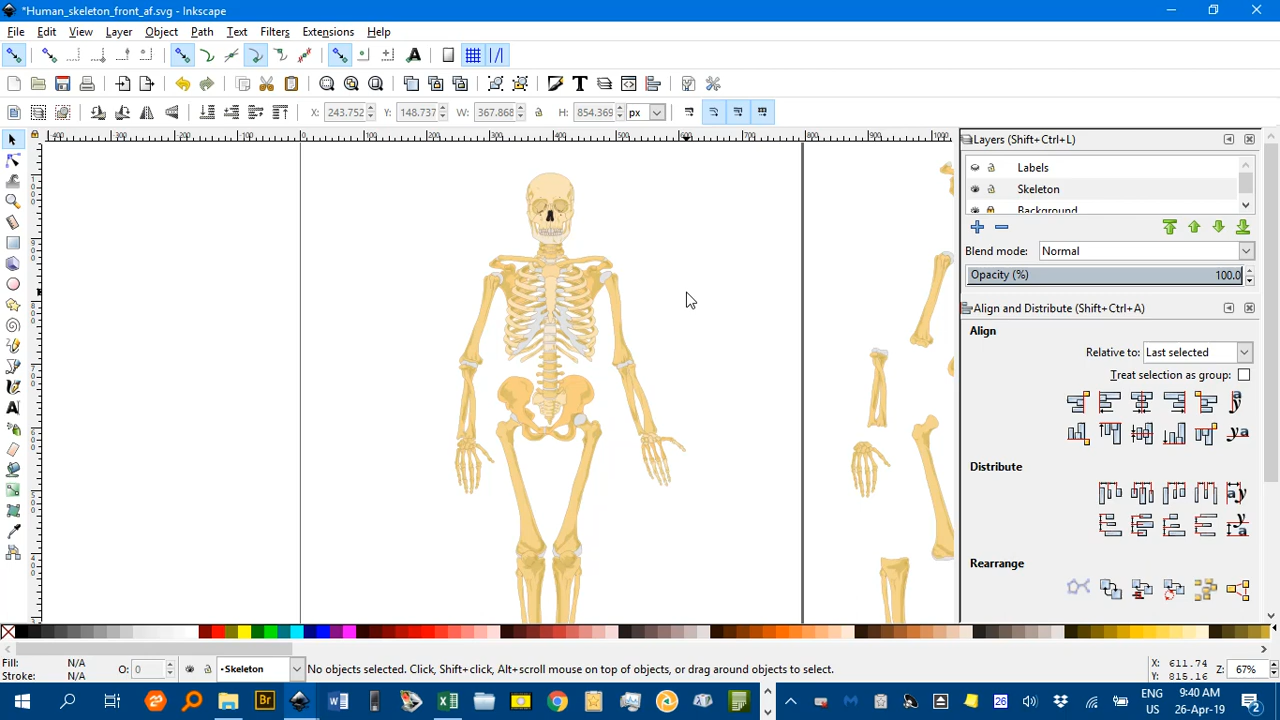 *Human_skeleton_front_af.svg - Inkscape
File Edit View Layer Object Path Text Filters Extensions Help
X: 243.752 Y: 148.737 W: 367.868 H: 854.369 px
Layers (Shift+Ctrl+L)
Labels
Skeleton
Background
Blend mode: Normal
Opacity (%) 100.0
Align and Distribute (Shift+Ctrl+A)
Align
Relative to: Last selected
Treat selection as group:
Distribute
Rearrange
Fill: N/A
Stroke: N/A
O: 0
•Skeleton
No objects selected. Click, Shift+click, Alt+scroll mouse on top of objects, or drag around objects to select.
X: 611.74
Y: 815.16
Z: 67%
ENG
US
9:40 AM
26-Apr-19